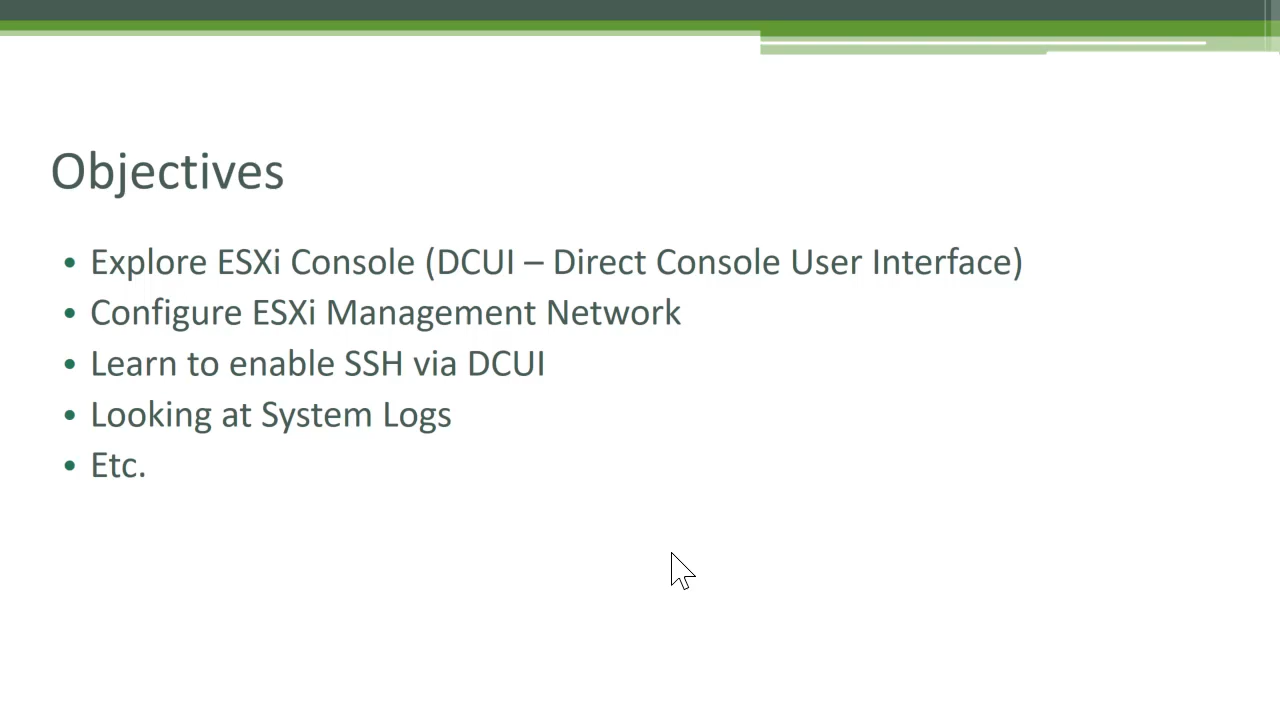 Objectives
• Explore ESXi Console (DCUI – Direct Console User Interface)
• Configure ESXi Management Network
• Learn to enable SSH via DCUI
• Looking at System Logs
• Etc.